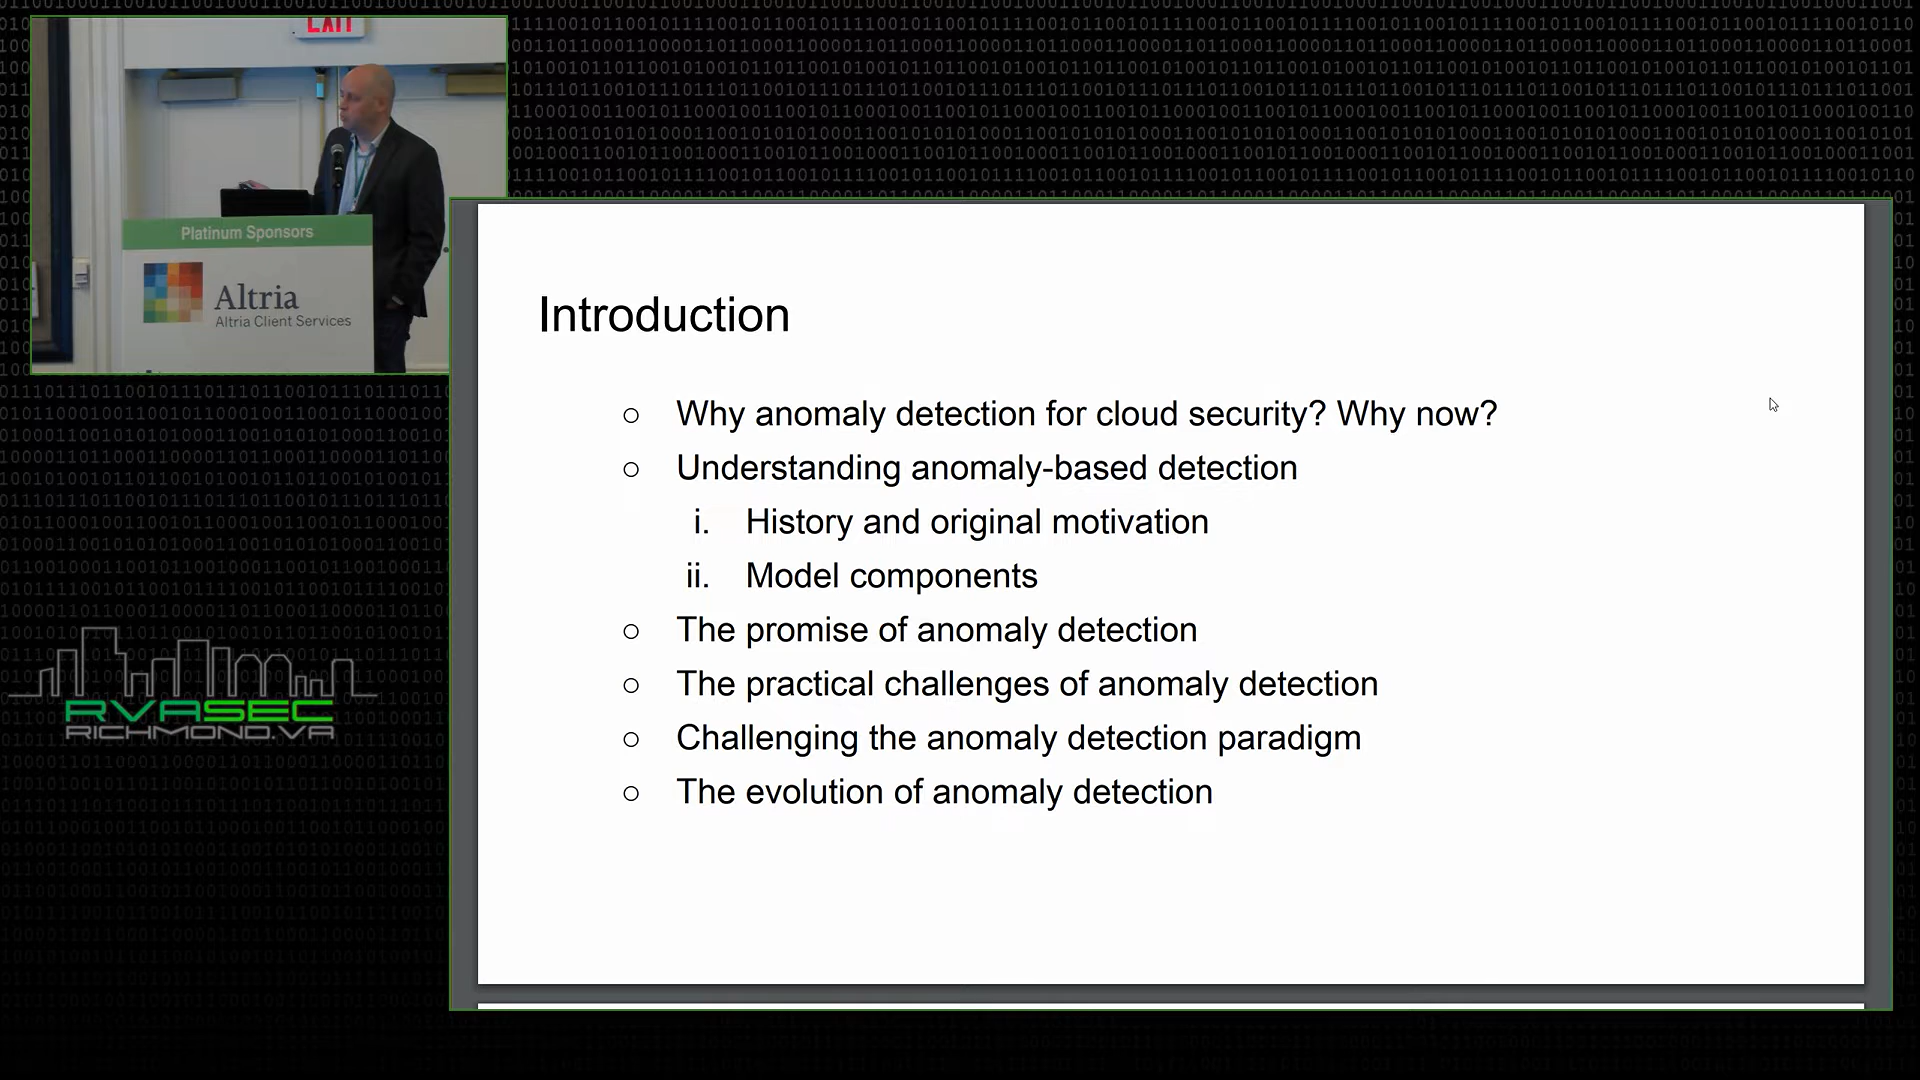 EXIT
Platinum Sponsors
Altria
Altria Client Services
Introduction
○ Why anomaly detection for cloud security? Why now?
○ Understanding anomaly-based detection
i. History and original motivation
ii. Model components
○ The promise of anomaly detection
○ The practical challenges of anomaly detection
○ Challenging the anomaly detection paradigm
○ The evolution of anomaly detection
RVASEC
RICHMOND.VA